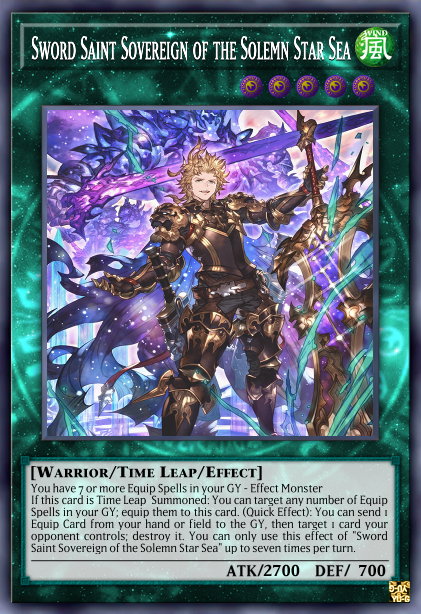 Sword Saint Sovereign of the Solemn Star Sea
WIND
風
[Warrior/Time Leap/Effect]
You have 7 or more Equip Spells in your GY - Effect Monster
If this card is Time Leap Summoned: You can target any number of Equip
Spells in your GY; equip them to this card. (Quick Effect): You can send 1
Equip Card from your hand or field to the GY, then target 1 card your
opponent controls; destroy it. You can only use this effect of "Sword
Saint Sovereign of the Solemn Star Sea" up to seven times per turn.
ATK/2700 DEF/ 700